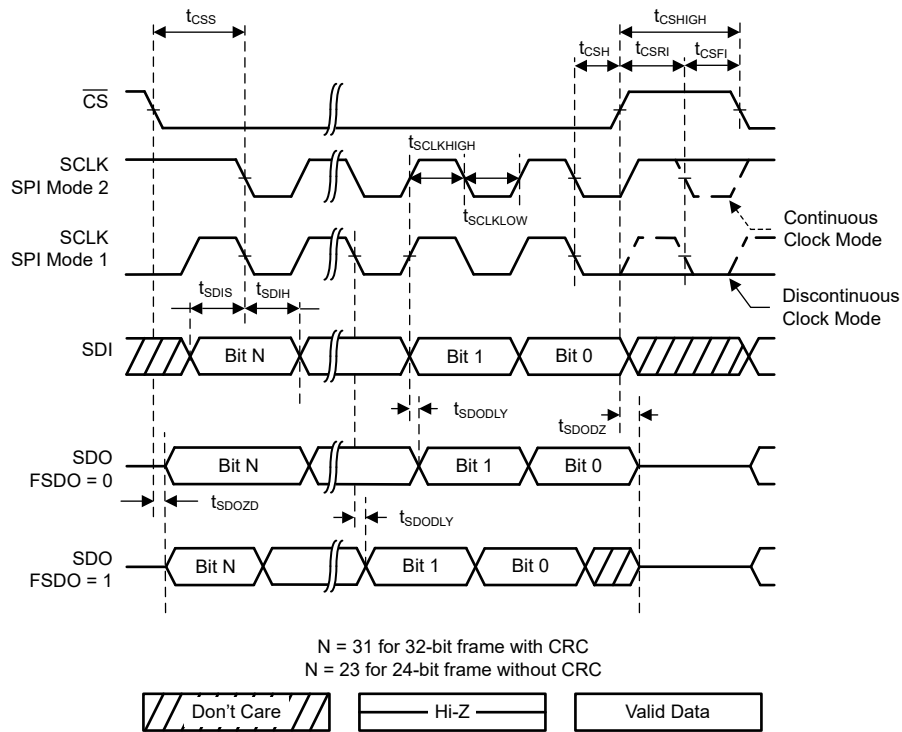 tCSS
tCSHIGH
tCSH
tCSRI
tCSFI
CS
tSCLKHIGH
SCLK
SPI Mode 2
tSCLKLOW
Continuous
Clock Mode
SCLK
SPI Mode 1
tSDIS
tSDIH
Discontinuous
Clock Mode
SDI
Bit N
Bit 1
Bit 0
tSDODLY
tSDODZ
SDO
FSDO = 0
Bit N
Bit 1
Bit 0
tSDOZD
tSDODLY
SDO
FSDO = 1
Bit N
Bit 1
Bit 0
N = 31 for 32-bit frame with CRC
N = 23 for 24-bit frame without CRC
Don't Care
Hi-Z
Valid Data